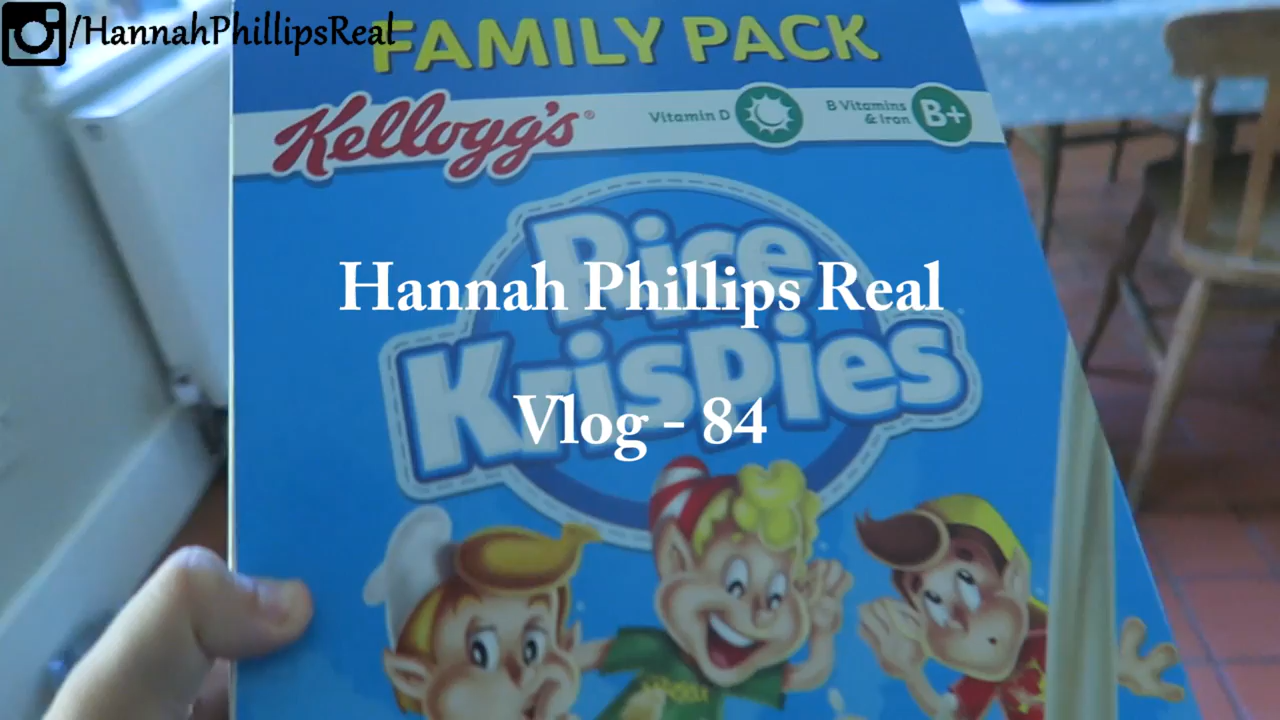 /HannahPhillipsReal
FAMILY PACK
Kellogg's®
Vitamin D
B Vitamins
& Iron
B+
Rice
Krispies
Hannah Phillips Real
Vlog - 84